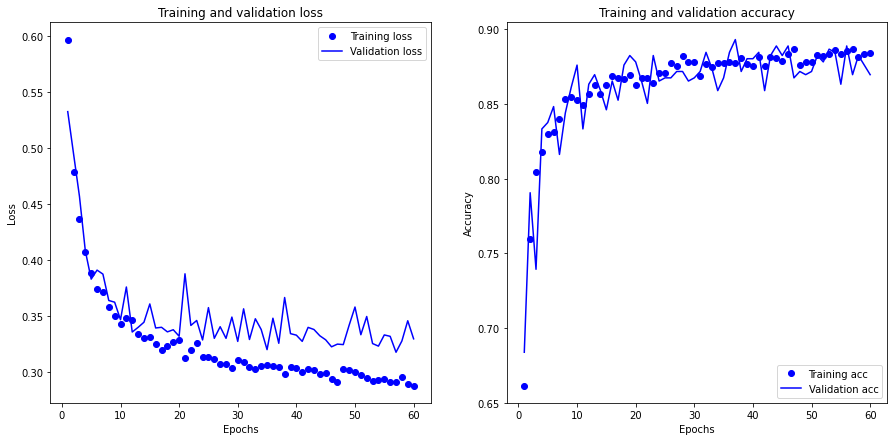 Training and validation loss
0.60
0.55
0.50
0.45
0.40
0.35
0.30
Loss
0
10
20
30
40
50
60
Epochs
Training loss
Validation loss
Training and validation accuracy
0.90
0.85
0.80
0.75
0.70
0.65
Accuracy
0
10
20
30
40
50
60
Epochs
Training acc
Validation acc